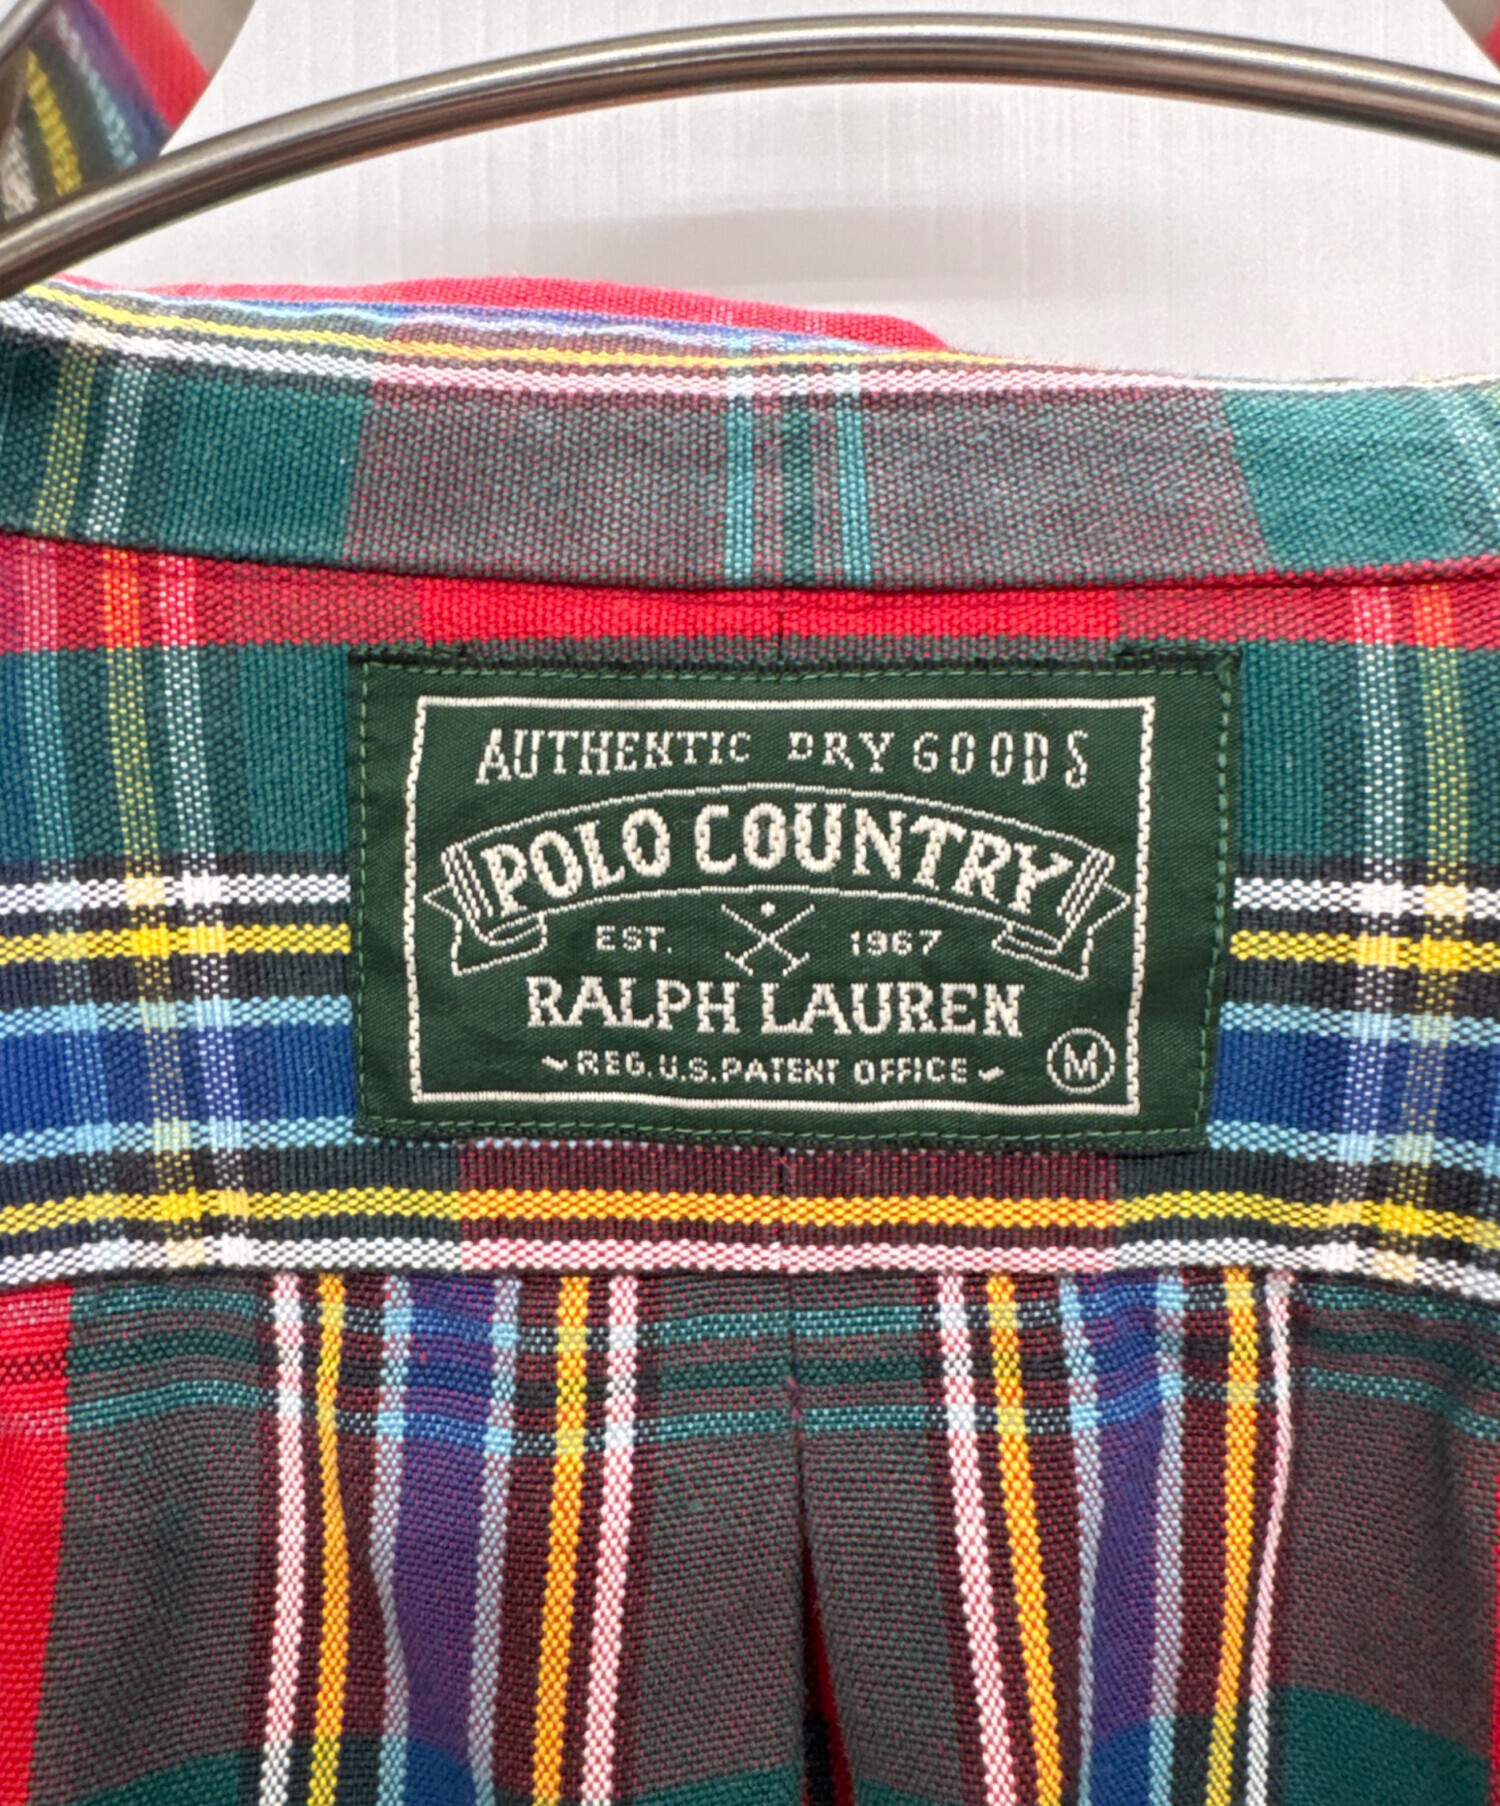 AUTHENTIC DRY GOODS
POLO COUNTRY
EST. 1967
RALPH LAUREN
REG. U.S. PATENT OFFICE
M